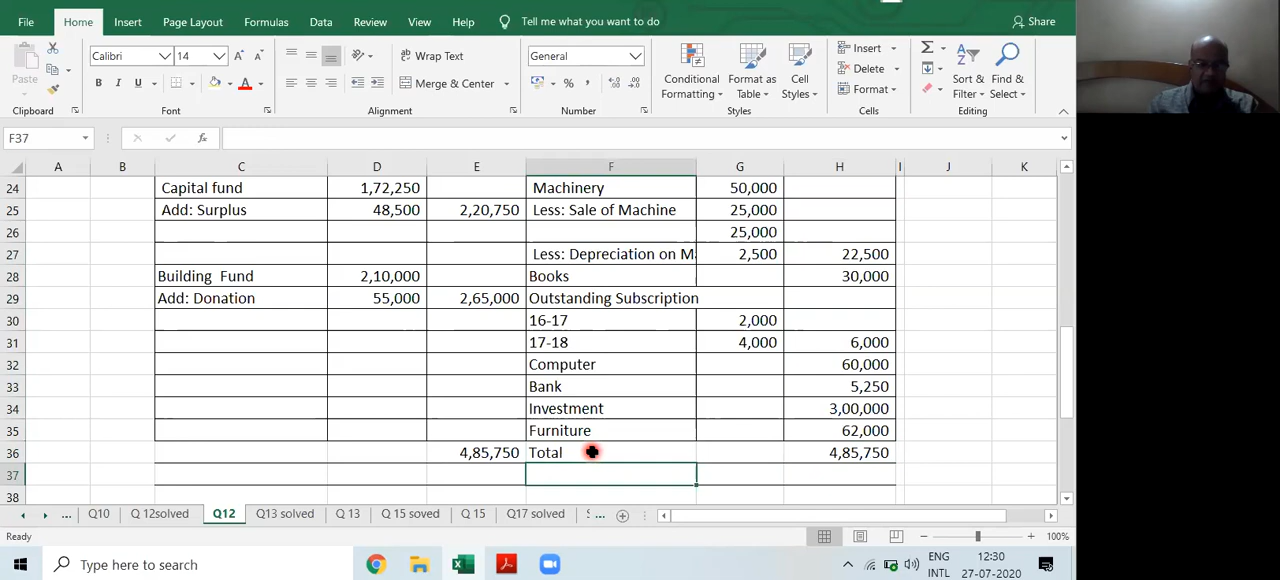 File Home Insert Page Layout Formulas Data Review View Help Tell me what you want to do Share
Paste
Clipboard
Calibri 14 A A
B I U A
Font
Wrap Text
Merge & Center
Alignment
General
% ,
Number
Conditional Formatting
Format as Table
Cell Styles
Styles
Insert
Delete
Format
Cells
Sort & Filter
Find & Select
Editing
F37 fx
A B C D E F G H I J K
24 Capital fund 1,72,250 Machinery 50,000
25 Add: Surplus 48,500 2,20,750 Less: Sale of Machine 25,000
26 25,000
27 Less: Depreciation on M 2,500 22,500
28 Building Fund 2,10,000 Books 30,000
29 Add: Donation 55,000 2,65,000 Outstanding Subscription
30 16-17 2,000
31 17-18 4,000 6,000
32 Computer 60,000
33 Bank 5,250
34 Investment 3,00,000
35 Furniture 62,000
36 4,85,750 Total 4,85,750
37
38
... Q10 Q 12solved Q12 Q13 solved Q 13 Q 15 soved Q 15 Q17 solved ...
Ready 100%
Type here to search ENG INTL 12:30 27-07-2020